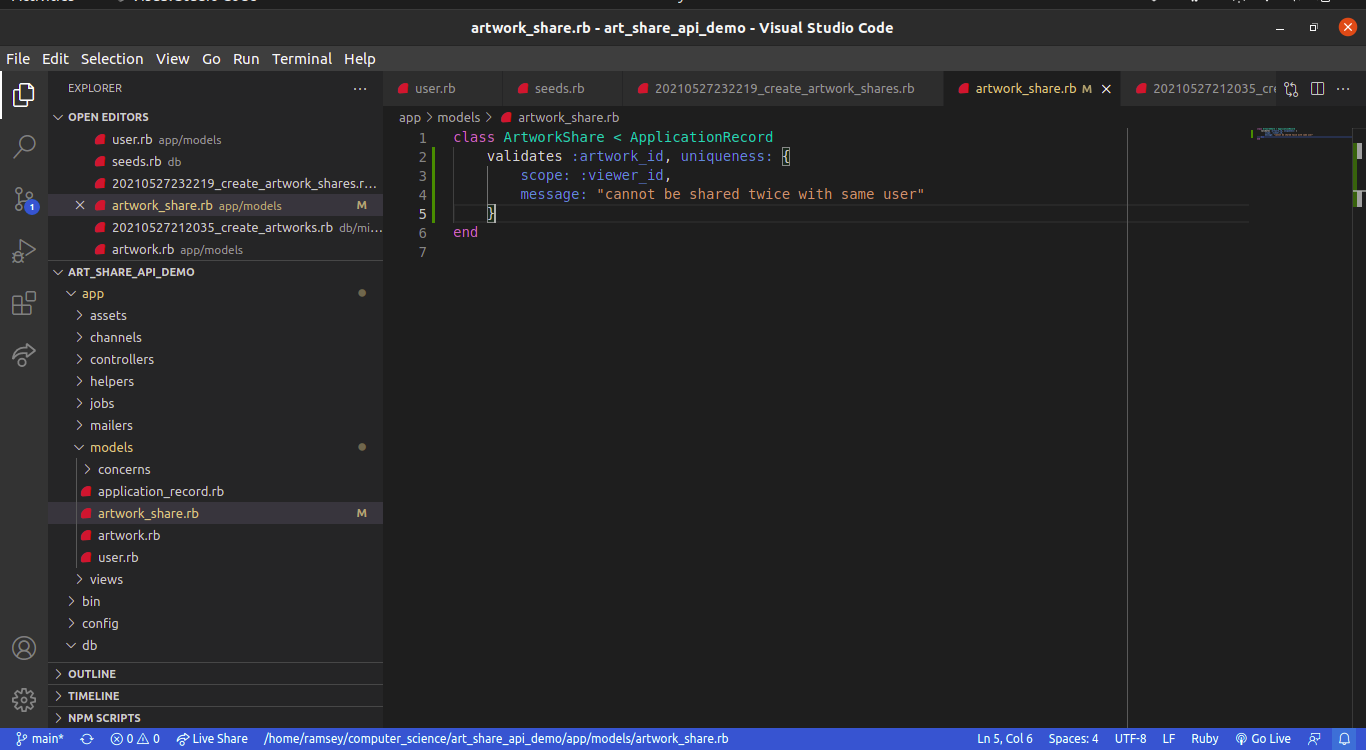 artwork_share.rb - art_share_api_demo - Visual Studio Code
File Edit Selection View Go Run Terminal Help
EXPLORER
user.rb
seeds.rb
20210527232219_create_artwork_shares.rb
artwork_share.rb M
20210527212035_cre
OPEN EDITORS
user.rb app/models
seeds.rb db
20210527232219_create_artwork_shares.r...
artwork_share.rb app/models M
20210527212035_create_artworks.rb db/mi...
artwork.rb app/models
ART_SHARE_API_DEMO
app
assets
channels
controllers
helpers
jobs
mailers
models
concerns
application_record.rb
artwork_share.rb M
artwork.rb
user.rb
views
bin
config
db
OUTLINE
TIMELINE
NPM SCRIPTS
1
app > models > artwork_share.rb
1 class ArtworkShare < ApplicationRecord
2 validates :artwork_id, uniqueness: {
3 scope: :viewer_id,
4 message: "cannot be shared twice with same user"
5 }
6 end
7
main* 0 0 Live Share /home/ramsey/computer_science/art_share_api_demo/app/models/artwork_share.rb Ln 5, Col 6 Spaces: 4 UTF-8 LF Ruby Go Live